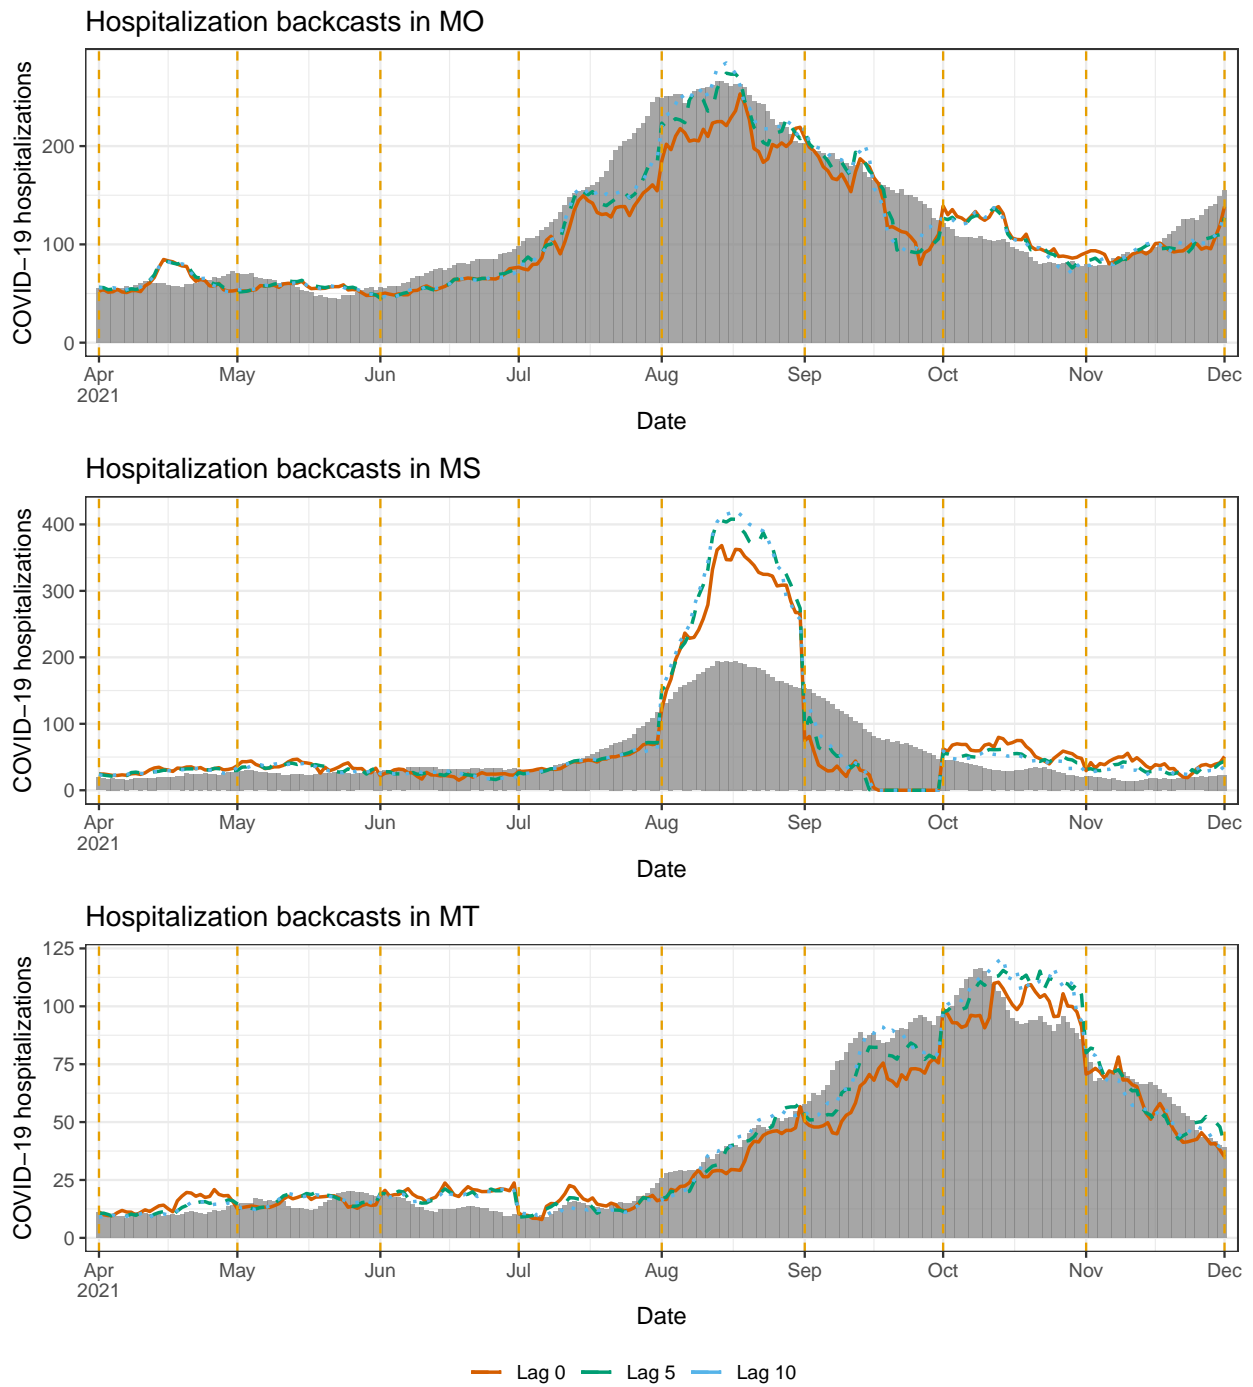 Hospitalization backcasts in MO
COVID−19 hospitalizations
200
100
0
Apr
2021
May
Jun
Jul
Aug
Sep
Oct
Nov
Dec
Date
Hospitalization backcasts in MS
COVID−19 hospitalizations
400
300
200
100
0
Apr
2021
May
Jun
Jul
Aug
Sep
Oct
Nov
Dec
Date
Hospitalization backcasts in MT
COVID−19 hospitalizations
125
100
75
50
25
0
Apr
2021
May
Jun
Jul
Aug
Sep
Oct
Nov
Dec
Date
Lag 0
Lag 5
Lag 10